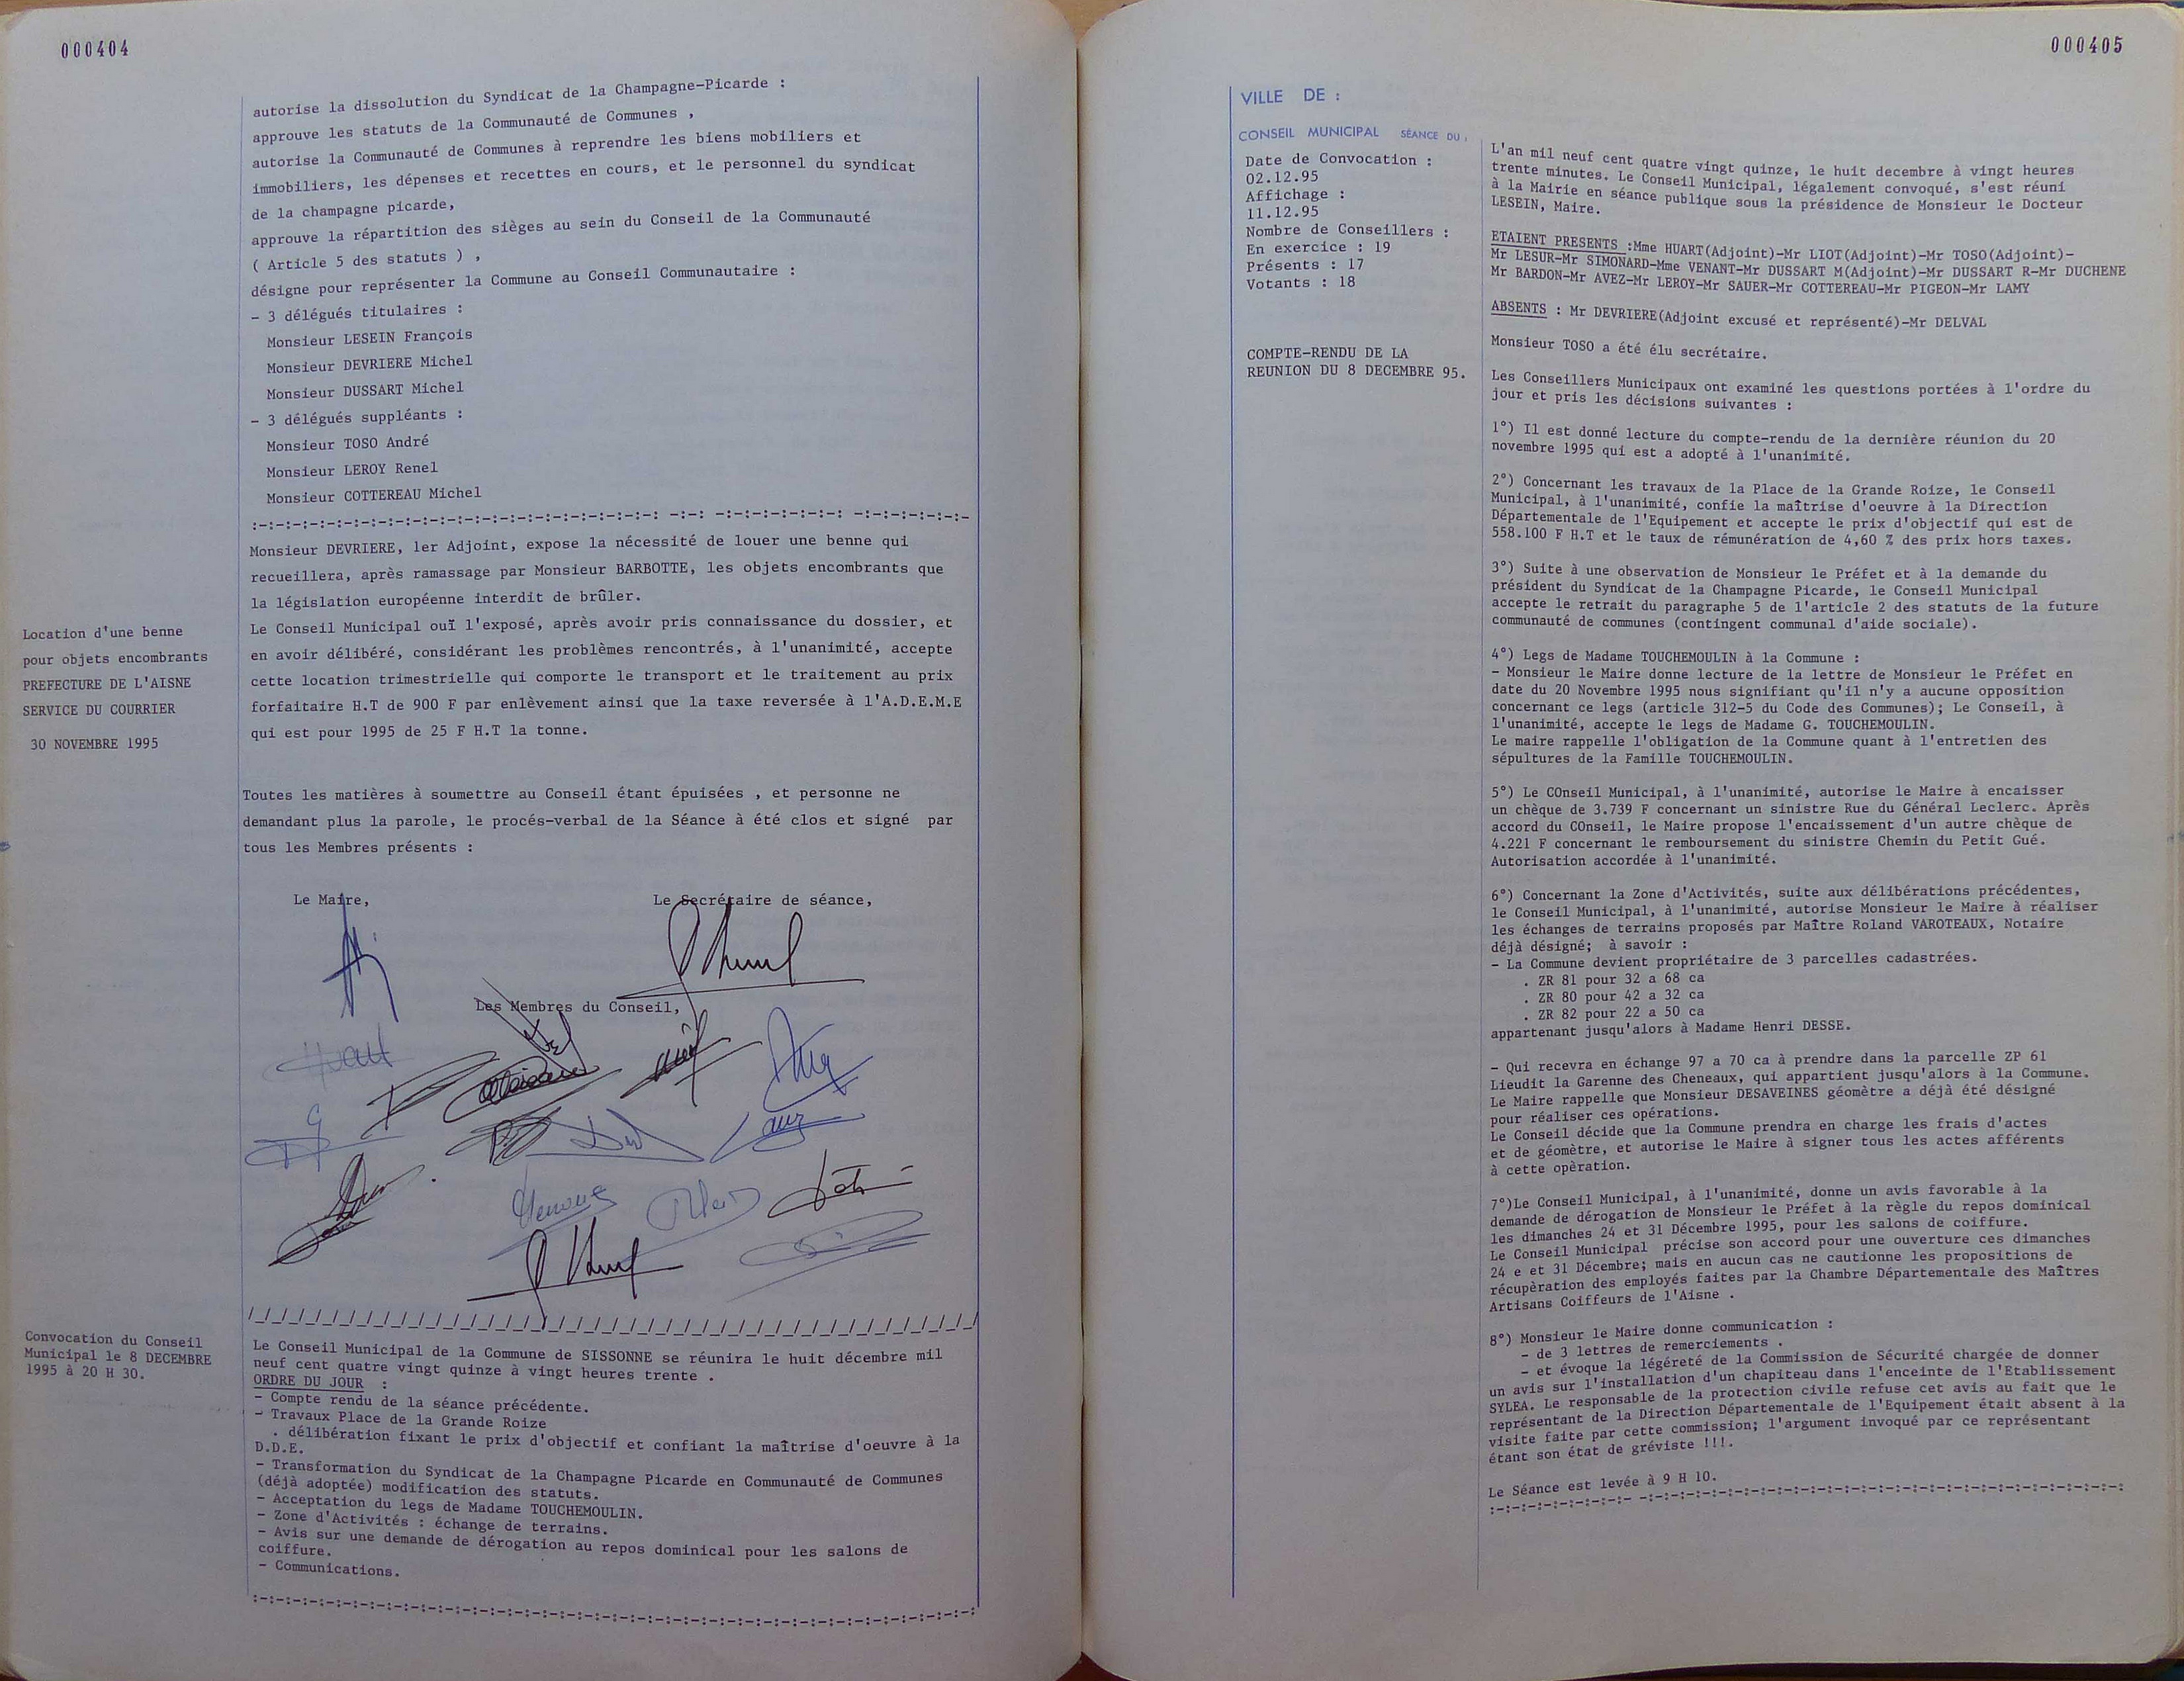 000404
autorise la dissolution du Syndicat de la Champagne-Picarde :
approuve les statuts de la Communauté de Communes ,
autorise la Communauté de Communes à reprendre les biens mobiliers et
immobiliers, les dépenses et recettes en cours, et le personnel du syndicat
de la champagne picarde,
approuve la répartition des sièges au sein du Conseil de la Communauté
( Article 5 des statuts ) ,
désigne pour représenter la Commune au Conseil Communautaire :
- 3 délégués titulaires :
Monsieur LESEIN François
Monsieur DEVRIERE Michel
Monsieur DUSSART Michel
- 3 délégués suppléants :
Monsieur TOSO André
Monsieur LEROY Renel
Monsieur COTTEREAU Michel
Location d'une benne
pour objets encombrants
PREFECTURE DE L'AISNE
SERVICE DU COURRIER
30 NOVEMBRE 1995
Monsieur DEVRIERE, 1er Adjoint, expose la nécessité de louer une benne qui
recueillera, après ramassage par Monsieur BARBOTTE, les objets encombrants que
la législation européenne interdit de brûler.
Le Conseil Municipal ouï l'exposé, après avoir pris connaissance du dossier, et
en avoir délibéré, considérant les problèmes rencontrés, à l'unanimité, accepte
cette location trimestrielle qui comporte le transport et le traitement au prix
forfaitaire H.T de 900 F par enlèvement ainsi que la taxe reversée à l'A.D.E.M.E
qui est pour 1995 de 25 F H.T la tonne.
Toutes les matières à soumettre au Conseil étant épuisées , et personne ne
demandant plus la parole, le procés-verbal de la Séance à été clos et signé par
tous les Membres présents :
Le Maire, Le Secrétaire de séance,
Les Membres du Conseil,
Convocation du Conseil
Municipal le 8 DECEMBRE
1995 à 20 H 30.
Le Conseil Municipal de la Commune de SISSONNE se réunira le huit décembre mil
neuf cent quatre vingt quinze à vingt heures trente .
ORDRE DU JOUR :
- Compte rendu de la séance précédente.
- Travaux Place de la Grande Roize
. délibération fixant le prix d'objectif et confiant la maîtrise d'oeuvre à la
D.D.E.
- Transformation du Syndicat de la Champagne Picarde en Communauté de Communes
(déjà adoptée) modification des statuts.
- Acceptation du legs de Madame TOUCHEMOULIN.
- Zone d'Activités : échange de terrains.
- Avis sur une demande de dérogation au repos dominical pour les salons de
coiffure.
- Communications.
000405
VILLE DE :
CONSEIL MUNICIPAL SÉANCE DU :
Date de Convocation :
02.12.95
Affichage :
11.12.95
Nombre de Conseillers :
En exercice : 19
Présents : 17
Votants : 18
COMPTE-RENDU DE LA
REUNION DU 8 DECEMBRE 95.
L'an mil neuf cent quatre vingt quinze, le huit decembre à vingt heures
trente minutes. Le Conseil Municipal, légalement convoqué, s'est réuni
à la Mairie en séance publique sous la présidence de Monsieur le Docteur
LESEIN, Maire.
ETAIENT PRESENTS :Mme HUART(Adjoint)-Mr LIOT(Adjoint)-Mr TOSO(Adjoint)-
Mr LESUR-Mr SIMONARD-Mme VENANT-Mr DUSSART M(Adjoint)-Mr DUSSART R-Mr DUCHENE
Mr BARDON-Mr AVEZ-Mr LEROY-Mr SAUER-Mr COTTEREAU-Mr PIGEON-Mr LAMY
ABSENTS : Mr DEVRIERE(Adjoint excusé et représenté)-Mr DELVAL
Monsieur TOSO a été élu secrétaire.
Les Conseillers Municipaux ont examiné les questions portées à l'ordre du
jour et pris les décisions suivantes :
1°) Il est donné lecture du compte-rendu de la dernière réunion du 20
novembre 1995 qui est a adopté à l'unanimité.
2°) Concernant les travaux de la Place de la Grande Roize, le Conseil
Municipal, à l'unanimité, confie la maîtrise d'oeuvre à la Direction
Départementale de l'Equipement et accepte le prix d'objectif qui est de
558.100 F H.T et le taux de rémunération de 4,60 % des prix hors taxes.
3°) Suite à une observation de Monsieur le Préfet et à la demande du
président du Syndicat de la Champagne Picarde, le Conseil Municipal
accepte le retrait du paragraphe 5 de l'article 2 des statuts de la future
communauté de communes (contingent communal d'aide sociale).
4°) Legs de Madame TOUCHEMOULIN à la Commune :
- Monsieur le Maire donne lecture de la lettre de Monsieur le Préfet en
date du 20 Novembre 1995 nous signifiant qu'il n'y a aucune opposition
concernant ce legs (article 312-5 du Code des Communes); Le Conseil, à
l'unanimité, accepte le legs de Madame G. TOUCHEMOULIN.
Le maire rappelle l'obligation de la Commune quant à l'entretien des
sépultures de la Famille TOUCHEMOULIN.
5°) Le COnseil Municipal, à l'unanimité, autorise le Maire à encaisser
un chèque de 3.739 F concernant un sinistre Rue du Général Leclerc. Après
accord du COnseil, le Maire propose l'encaissement d'un autre chèque de
4.221 F concernant le remboursement du sinistre Chemin du Petit Gué.
Autorisation accordée à l'unanimité.
6°) Concernant la Zone d'Activités, suite aux délibérations précédentes,
le Conseil Municipal, à l'unanimité, autorise Monsieur le Maire à réaliser
les échanges de terrains proposés par Maître Roland VAROTEAUX, Notaire
déjà désigné; à savoir :
- La Commune devient propriétaire de 3 parcelles cadastrées.
. ZR 81 pour 32 a 68 ca
. ZR 80 pour 42 a 32 ca
. ZR 82 pour 22 a 50 ca
appartenant jusqu'alors à Madame Henri DESSE.
- Qui recevra en échange 97 a 70 ca à prendre dans la parcelle ZP 61
Lieudit la Garenne des Cheneaux, qui appartient jusqu'alors à la Commune.
Le Maire rappelle que Monsieur DESAVEINES géomètre a déjà été désigné
pour réaliser ces opérations.
Le Conseil décide que la Commune prendra en charge les frais d'actes
et de géomètre, et autorise le Maire à signer tous les actes afférents
à cette opèration.
7°)Le Conseil Municipal, à l'unanimité, donne un avis favorable à la
demande de dérogation de Monsieur le Préfet à la règle du repos dominical
les dimanches 24 et 31 Décembre 1995, pour les salons de coiffure.
Le Conseil Municipal précise son accord pour une ouverture ces dimanches
24 e et 31 Décembre; mais en aucun cas ne cautionne les propositions de
récupèration des employés faites par la Chambre Départementale des Maîtres
Artisans Coiffeurs de l'Aisne .
8°) Monsieur le Maire donne communication :
- de 3 lettres de remerciements .
- et évoque la légéreté de la Commission de Sécurité chargée de donner
un avis sur l'installation d'un chapiteau dans l'enceinte de l'Etablissement
SYLEA. Le responsable de la protection civile refuse cet avis au fait que le
représentant de la Direction Départementale de l'Equipement était absent à la
visite faite par cette commission; l'argument invoqué par ce représentant
étant son état de gréviste !!!.
Le Séance est levée à 9 H 10.